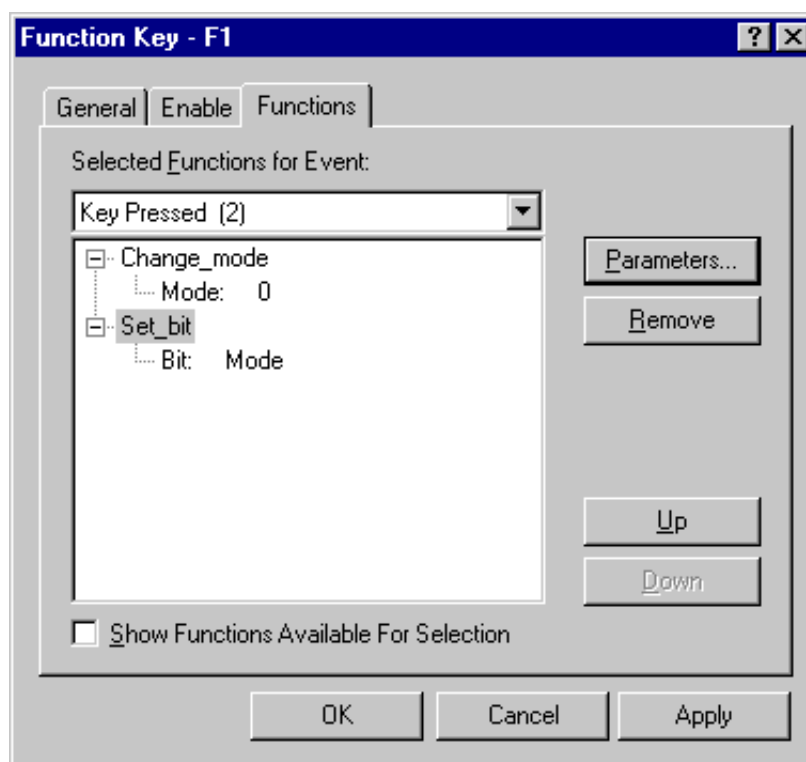 Function Key - F1
General Enable Functions
Selected Functions for Event:
Key Pressed (2)
Change_mode
Mode: 0
Set_bit
Bit: Mode
Parameters...
Remove
Up
Down
Show Functions Available For Selection
OK Cancel Apply